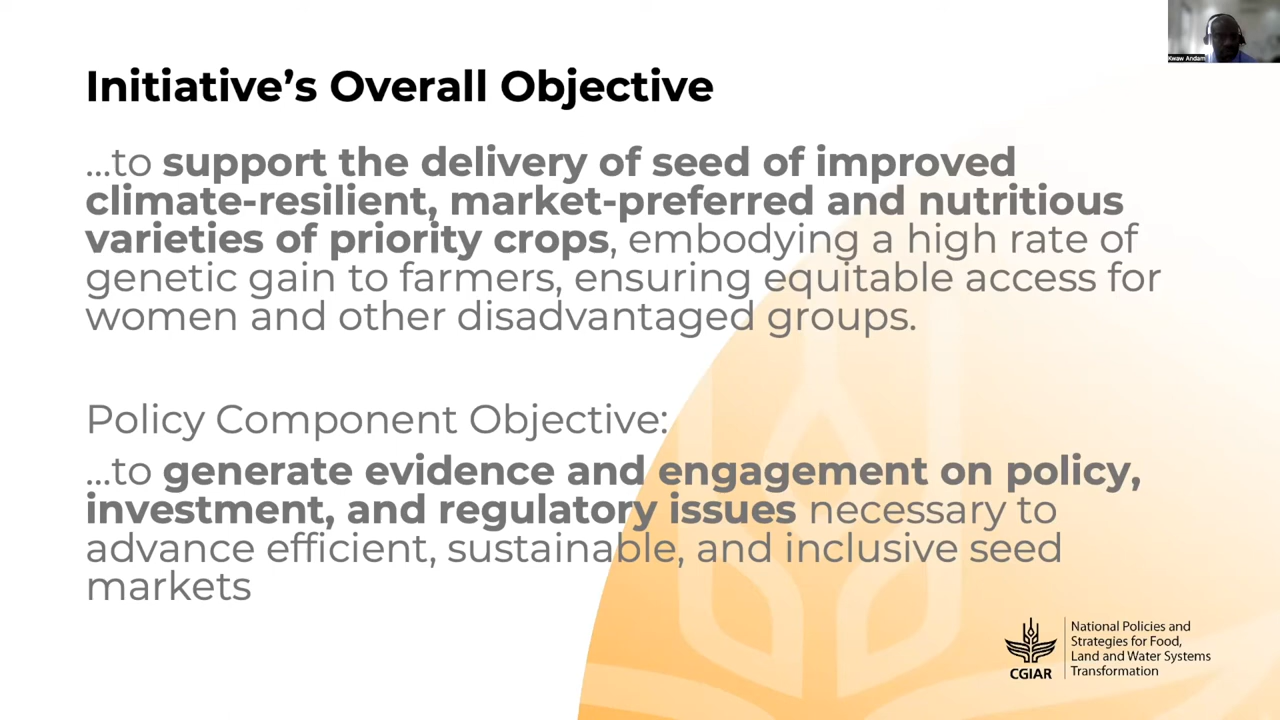 Kwaw Andam
Initiative’s Overall Objective
...to support the delivery of seed of improved
climate-resilient, market-preferred and nutritious
varieties of priority crops, embodying a high rate of
genetic gain to farmers, ensuring equitable access for
women and other disadvantaged groups.
Policy Component Objective:
...to generate evidence and engagement on policy,
investment, and regulatory issues necessary to
advance efficient, sustainable, and inclusive seed
markets
CGIAR
National Policies and
Strategies for Food,
Land and Water Systems
Transformation